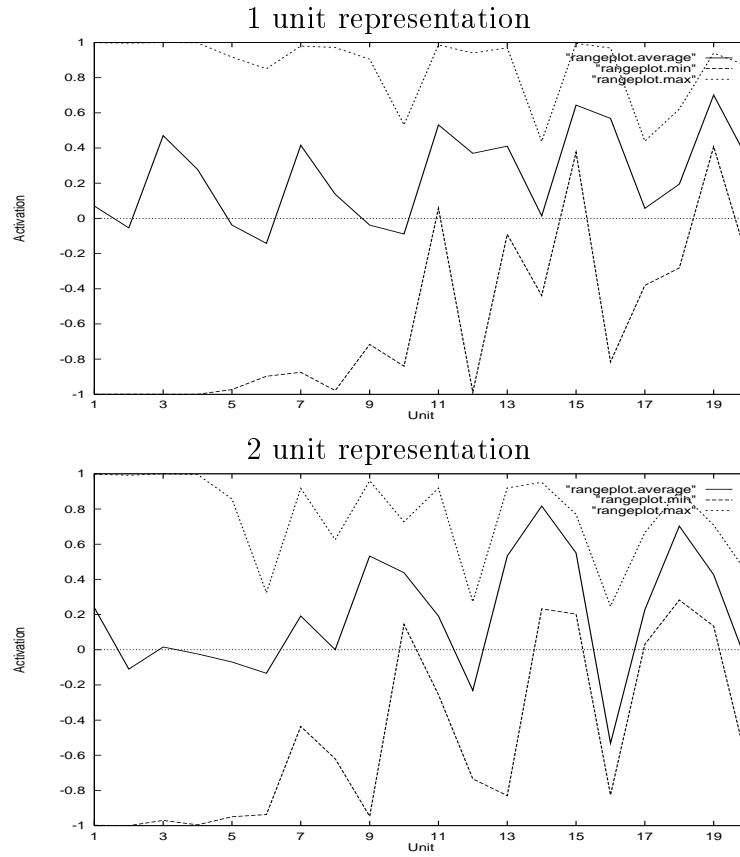 1 unit representation
"rangeplot.average"
"rangeplot.min"
"rangeplot.max"
1
0.8
0.6
0.4
0.2
0
-0.2
-0.4
-0.6
-0.8
-1
Activation
1 3 5 7 9 11 13 15 17 19
Unit
2 unit representation
"rangeplot.average"
"rangeplot.min"
"rangeplot.max"
1
0.8
0.6
0.4
0.2
0
-0.2
-0.4
-0.6
-0.8
-1
Activation
1 3 5 7 9 11 13 15 17 19
Unit